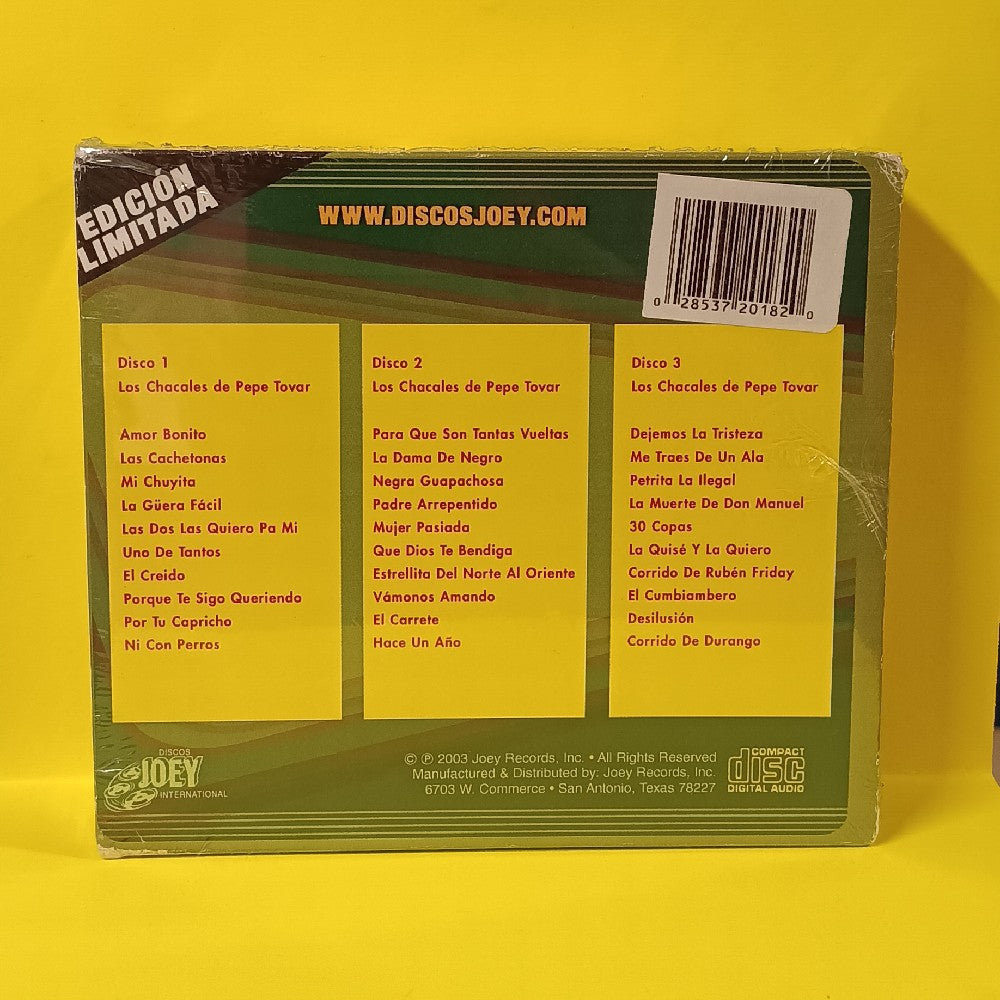 EDICIÓN
LIMITADA
WWW.DISCOSJOEY.COM
0 28537 20182 0
Disco 1
Los Chacales de Pepe Tovar
Amor Bonito
Las Cachetonas
Mi Chuyita
La Güera Fácil
Las Dos Las Quiero Pa Mi
Uno De Tantos
El Creido
Porque Te Sigo Queriendo
Por Tu Capricho
Ni Con Perros
Disco 2
Los Chacales de Pepe Tovar
Para Que Son Tantas Vueltas
La Dama De Negro
Negra Guapachosa
Padre Arrepentido
Mujer Pasiada
Que Dios Te Bendiga
Estrellita Del Norte Al Oriente
Vámonos Amando
El Carrete
Hace Un Año
Disco 3
Los Chacales de Pepe Tovar
Dejemos La Tristeza
Me Traes De Un Ala
Petrita La Ilegal
La Muerte De Don Manuel
30 Copas
La Quisé Y La Quiero
Corrido De Rubén Friday
El Cumbiambero
Desilusión
Corrido De Durango
DISCOS
JOEY
INTERNATIONAL
© ℗ 2003 Joey Records, Inc. • All Rights Reserved
Manufactured & Distributed by: Joey Records, Inc.
6703 W. Commerce • San Antonio, Texas 78227
COMPACT
disc
DIGITAL AUDIO